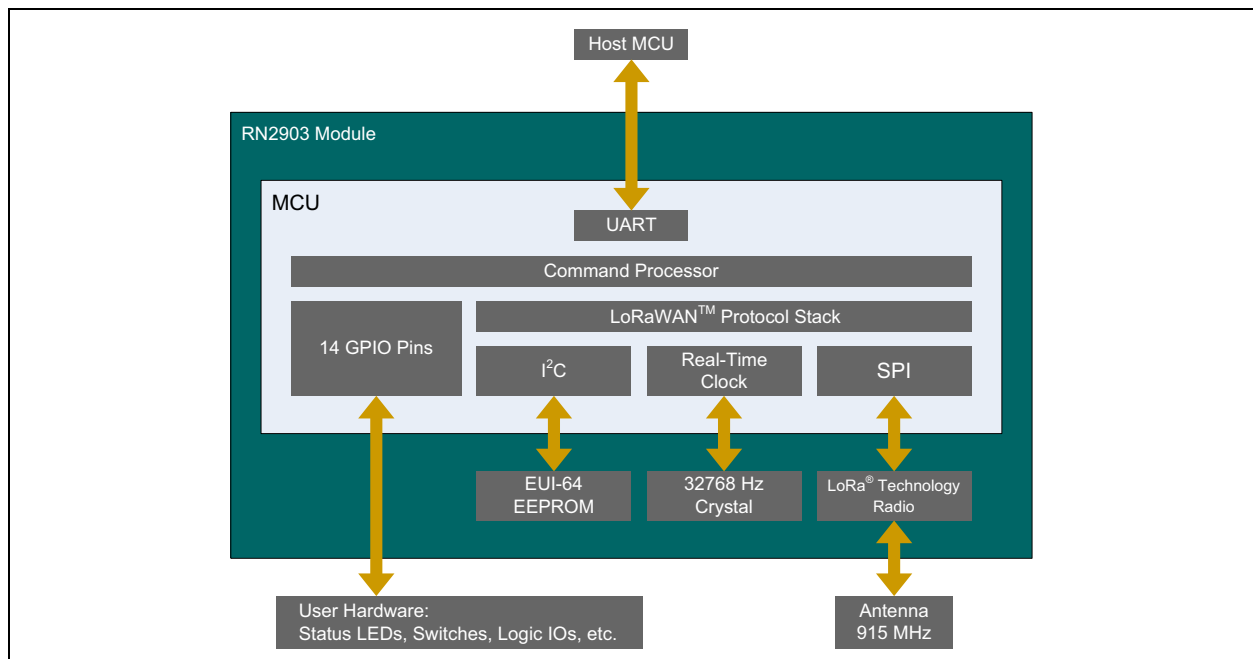 Host MCU
RN2903 Module
MCU
UART
Command Processor
14 GPIO Pins
LoRaWAN™ Protocol Stack
I²C
Real-Time
Clock
SPI
EUI-64
EEPROM
32768 Hz
Crystal
LoRa® Technology
Radio
User Hardware:
Status LEDs, Switches, Logic IOs, etc.
Antenna
915 MHz